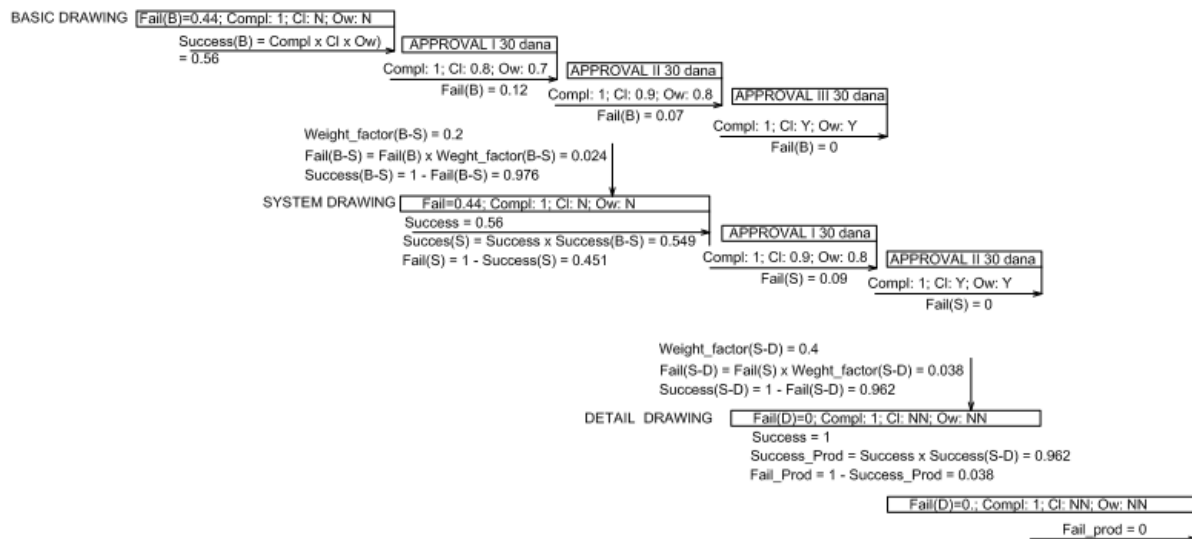 BASIC DRAWING
Fail(B)=0.44; Compl: 1; Cl: N; Ow: N
Success(B) = Compl x Cl x Ow)
= 0.56
APPROVAL I 30 dana
Compl: 1; Cl: 0.8; Ow: 0.7
Fail(B) = 0.12
APPROVAL II 30 dana
Compl: 1; Cl: 0.9; Ow: 0.8
Fail(B) = 0.07
APPROVAL III 30 dana
Compl: 1; Cl: Y; Ow: Y
Fail(B) = 0
Weight_factor(B-S) = 0.2
Fail(B-S) = Fail(B) x Weght_factor(B-S) = 0.024
Success(B-S) = 1 - Fail(B-S) = 0.976
SYSTEM DRAWING
Fail=0.44; Compl: 1; Cl: N; Ow: N
Success = 0.56
Succes(S) = Success x Success(B-S) = 0.549
Fail(S) = 1 - Success(S) = 0.451
APPROVAL I 30 dana
Compl: 1; Cl: 0.9; Ow: 0.8
Fail(S) = 0.09
APPROVAL II 30 dana
Compl: 1; Cl: Y; Ow: Y
Fail(S) = 0
Weight_factor(S-D) = 0.4
Fail(S-D) = Fail(S) x Weght_factor(S-D) = 0.038
Success(S-D) = 1 - Fail(S-D) = 0.962
DETAIL DRAWING
Fail(D)=0; Compl: 1; Cl: NN; Ow: NN
Success = 1
Success_Prod = Success x Success(S-D) = 0.962
Fail_Prod = 1 - Success_Prod = 0.038
Fail(D)=0.; Compl: 1; Cl: NN; Ow: NN
Fail_prod = 0